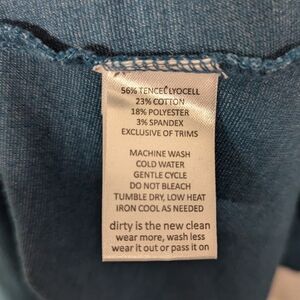 56% TENCEL LYOCELL
23% COTTON
18% POLYESTER
3% SPANDEX
EXCLUSIVE OF TRIMS
MACHINE WASH
COLD WATER
GENTLE CYCLE
DO NOT BLEACH
TUMBLE DRY, LOW HEAT
IRON COOL AS NEEDED
dirty is the new clean
wear more, wash less
wear it out or pass it on